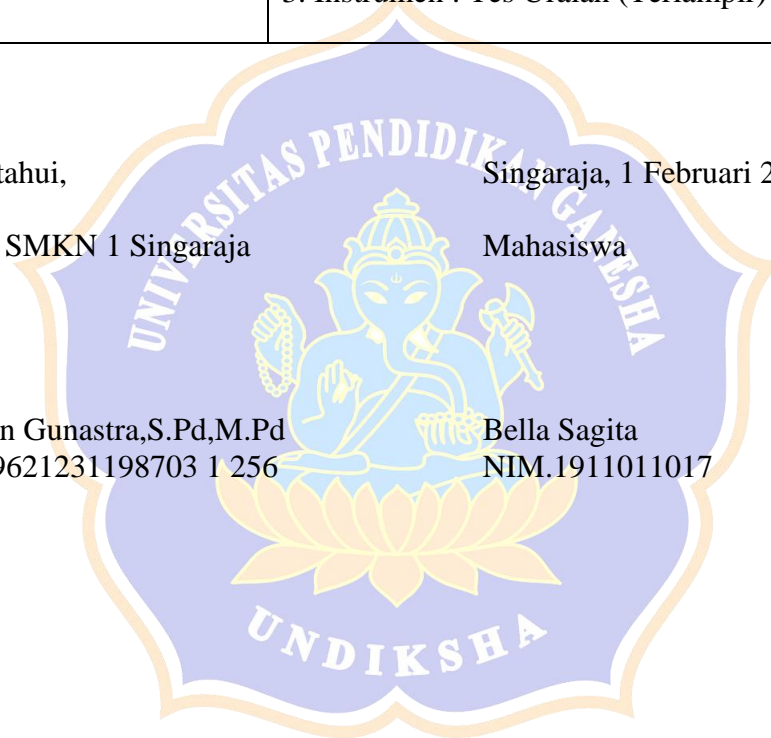 3. Instrumen : Tes Uraian (Terlampir)
UNIVERSITAS PENDIDIKAN GANESHA
tahui,
Singaraja, 1 Februari 2
SMKN 1 Singaraja
Mahasiswa
n Gunastra,S.Pd,M.Pd
Bella Sagita
9621231198703 1 256
NIM.1911011017
UNDIKSHA